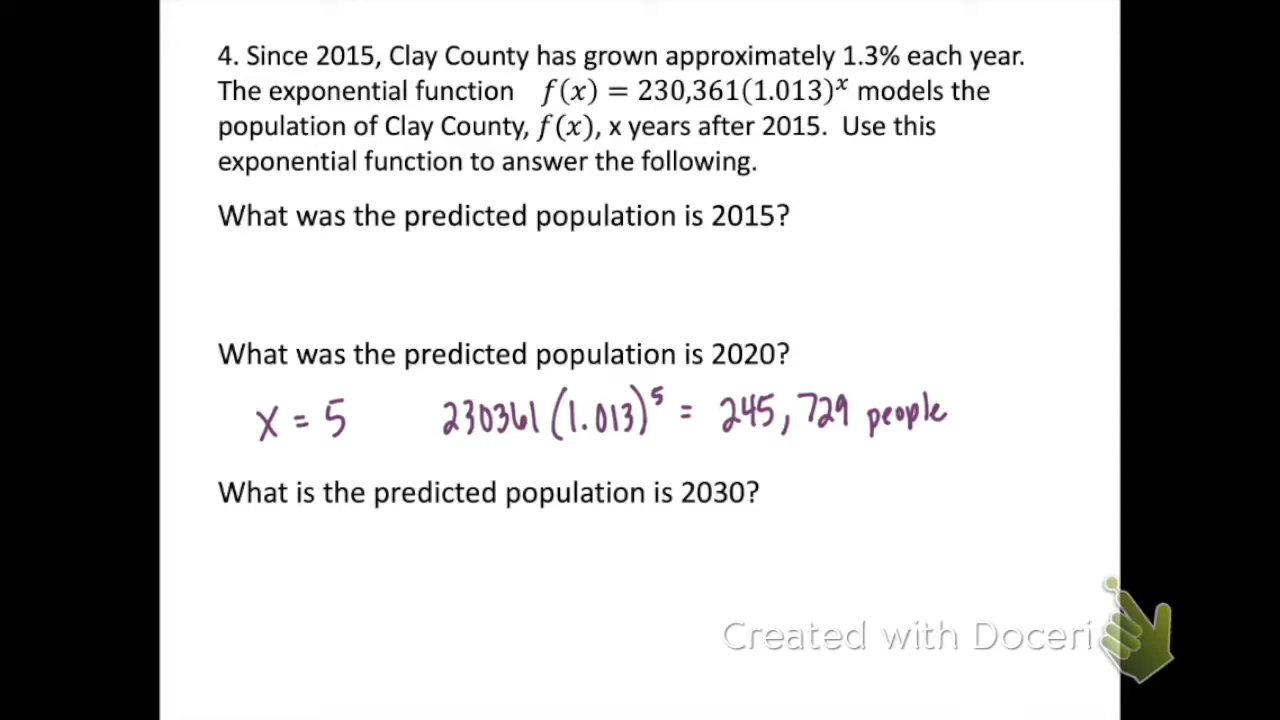 4. Since 2015, Clay County has grown approximately 1.3% each year.
The exponential function f(x) = 230,361(1.013)^x models the
population of Clay County, f(x), x years after 2015. Use this
exponential function to answer the following.
What was the predicted population is 2015?
What was the predicted population is 2020?
x = 5 230361(1.013)^5 = 245,729 people
What is the predicted population is 2030?
Created with Doceri